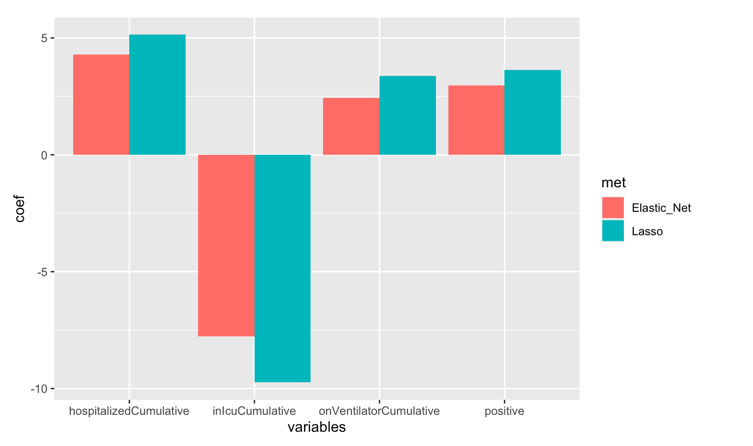 5
0
-5
-10
coef
hospitalizedCumulative
inIcuCumulative
onVentilatorCumulative
positive
variables
met
Elastic_Net
Lasso